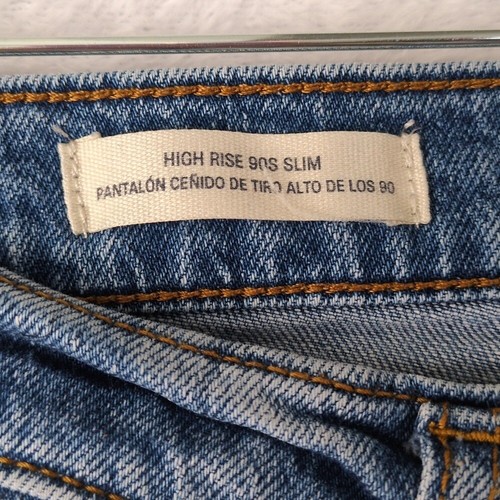 HIGH RISE 90S SLIM
PANTALÓN CEÑIDO DE TIRO ALTO DE LOS 90